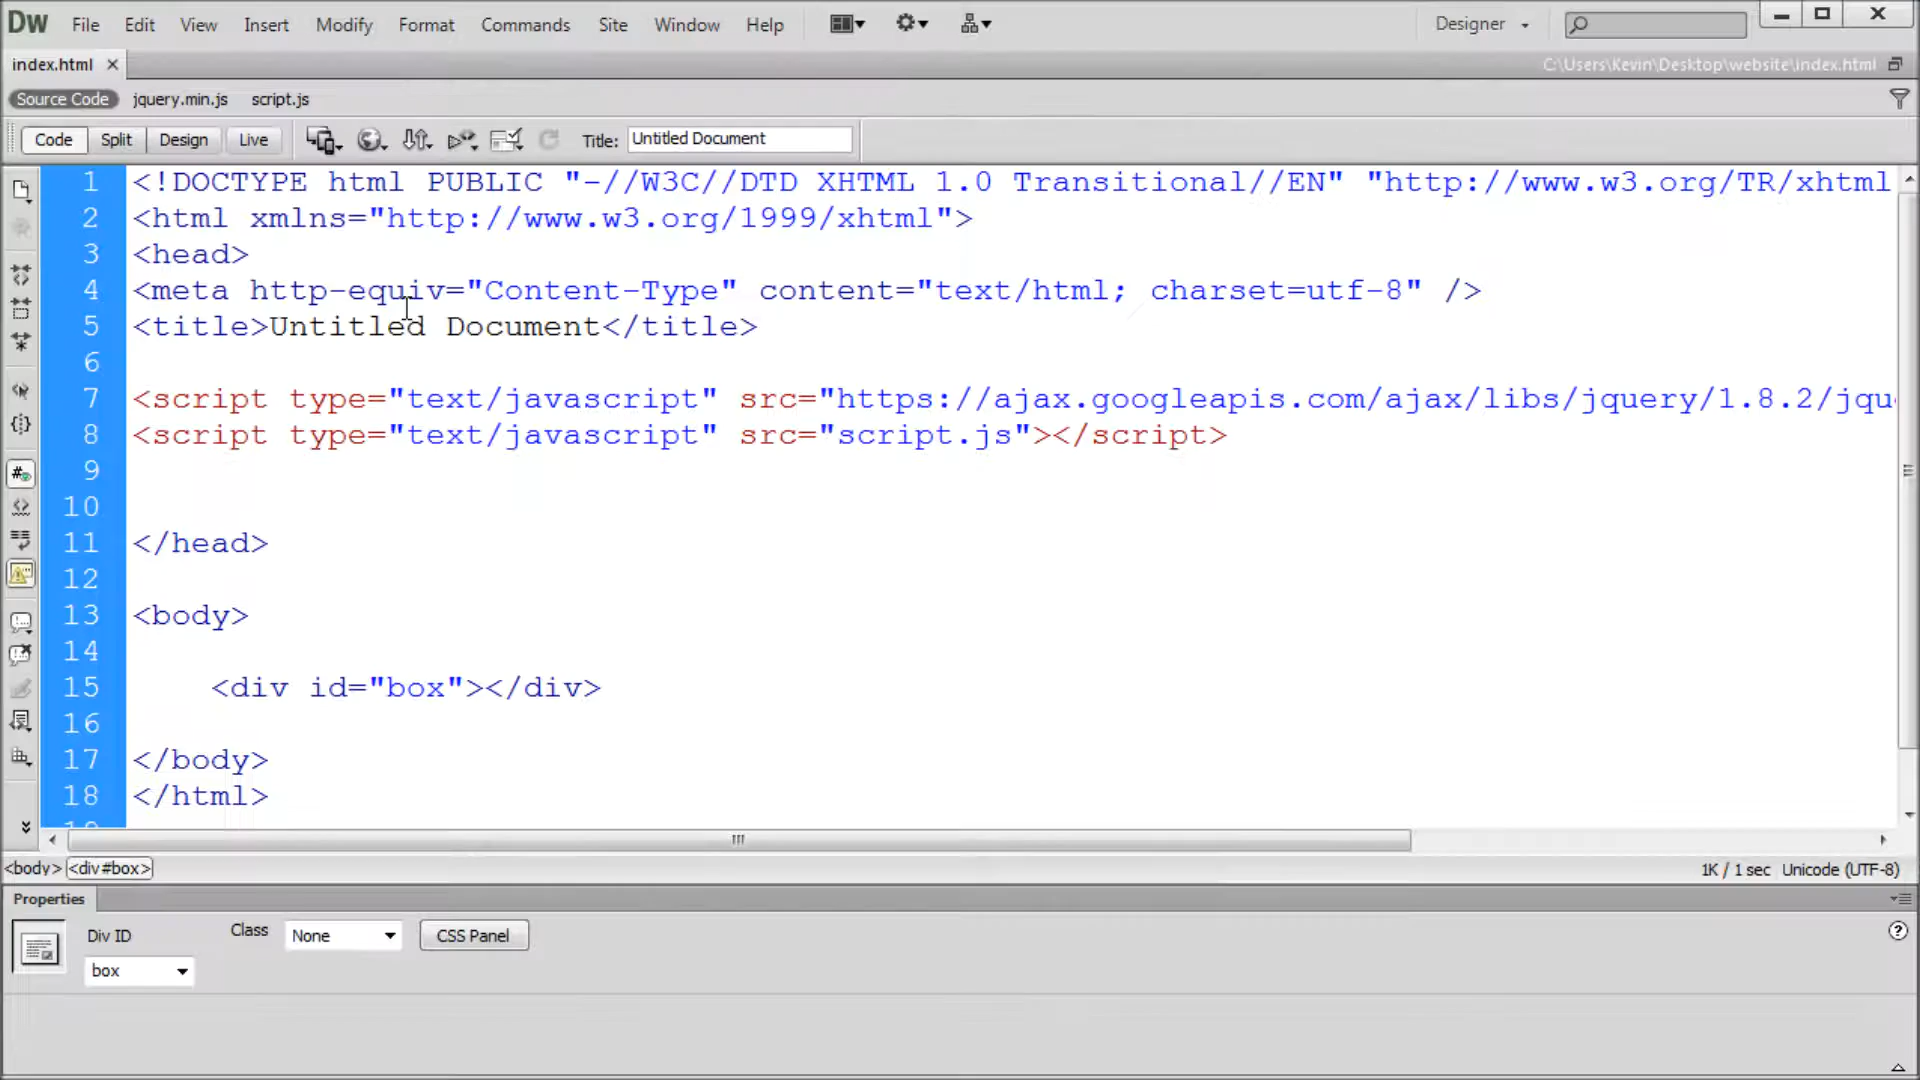 DW File Edit View Insert Modify Format Commands Site Window Help Designer
index.html C:\Users\Kevin\Desktop\website\index.html
Source Code jquery.min.js script.js
Code Split Design Live Title: Untitled Document
1 <!DOCTYPE html PUBLIC "-//W3C//DTD XHTML 1.0 Transitional//EN" "http://www.w3.org/TR/xhtml
2 <html xmlns="http://www.w3.org/1999/xhtml">
3 <head>
4 <meta http-equiv="Content-Type" content="text/html; charset=utf-8" />
5 <title>Untitled Document</title>
6
7 <script type="text/javascript" src="https://ajax.googleapis.com/ajax/libs/jquery/1.8.2/jqu
8 <script type="text/javascript" src="script.js"></script>
9
10
11 </head>
12
13 <body>
14
15 <div id="box"></div>
16
17 </body>
18 </html>
<body> <div#box> 1K / 1 sec Unicode (UTF-8)
Properties
Div ID Class None CSS Panel
box